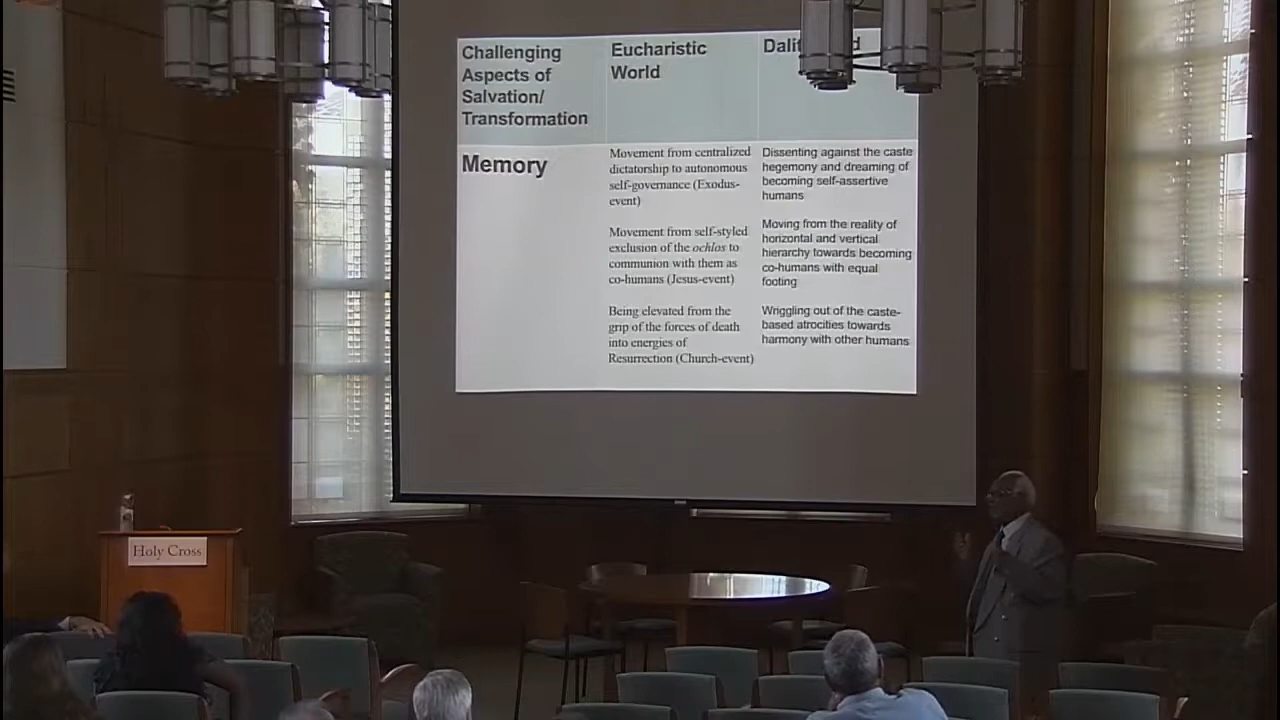 Challenging
Aspects of
Salvation/
Transformation
Eucharistic
World
Memory
Movement from centralized
dictatorship to autonomous
self-governance (Exodus-
event)
Movement from self-styled
exclusion of the ochlos to
communion with them as
co-humans (Jesus-event)
Being elevated from the
grip of the forces of death
into energies of
Resurrection (Church-event)
Dissenting against the caste
hegemony and dreaming of
becoming self-assertive
humans
Moving from the reality of
horizontal and vertical
hierarchy towards becoming
co-humans with equal
footing
Wriggling out of the caste-
based atrocities towards
harmony with other humans
Holy Cross